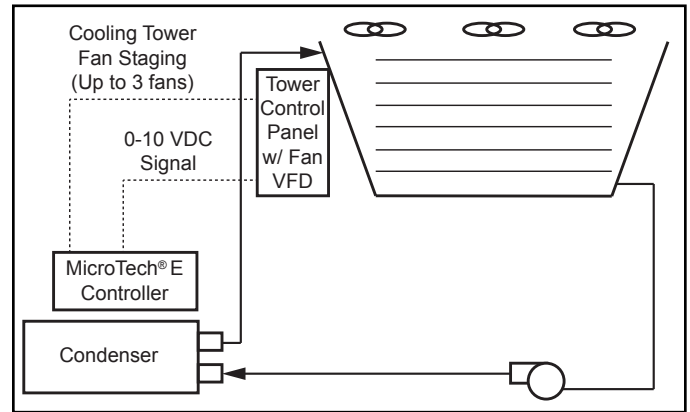 Cooling Tower
Fan Staging
(Up to 3 fans)
Tower
Control
Panel
w/ Fan
VFD
0-10 VDC
Signal
MicroTech® E
Controller
Condenser